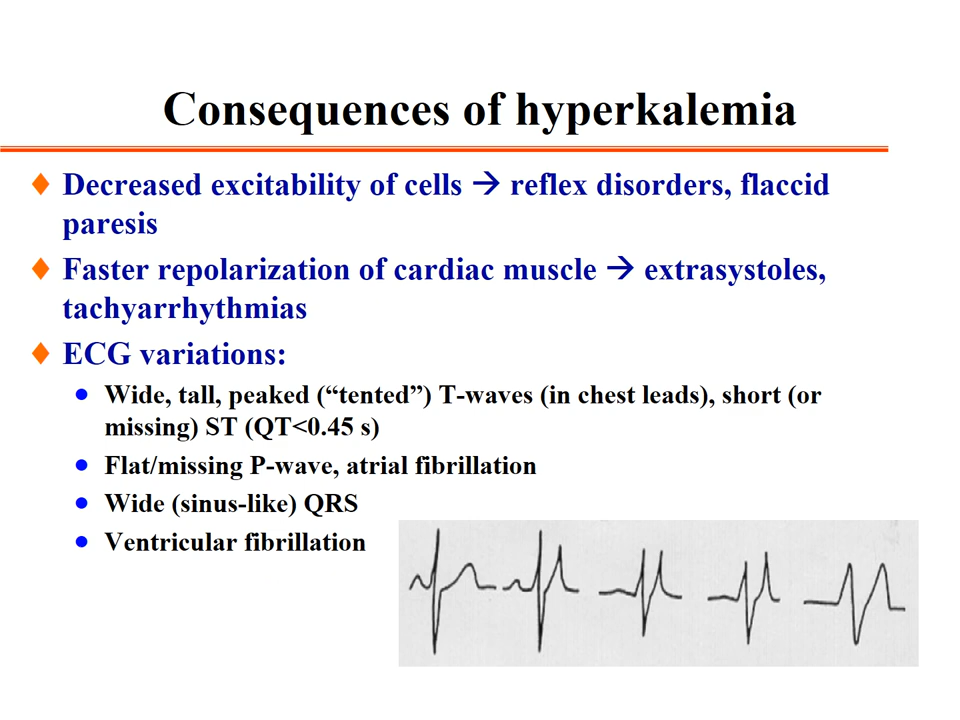 Consequences of hyperkalemia
Decreased excitability of cells → reflex disorders, flaccid
paresis
Faster repolarization of cardiac muscle → extrasystoles,
tachyarrhythmias
ECG variations:
Wide, tall, peaked (“tented”) T-waves (in chest leads), short (or
missing) ST (QT<0.45 s)
Flat/missing P-wave, atrial fibrillation
Wide (sinus-like) QRS
Ventricular fibrillation